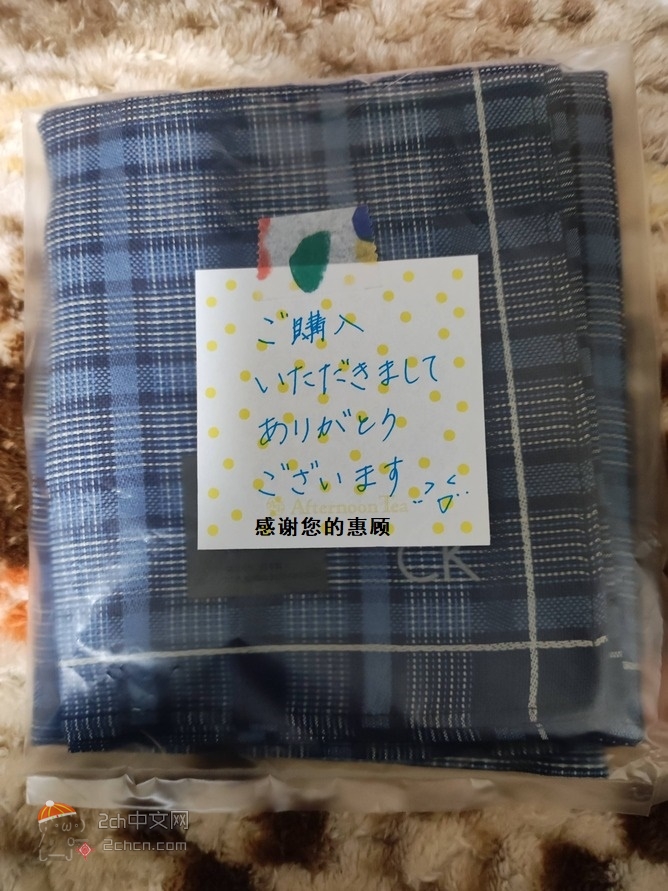 ご購入
いただきまして
ありがとう
ございます
Afternoon Tea
感谢您的惠顾
CK
2ch中文网
2chcn.com